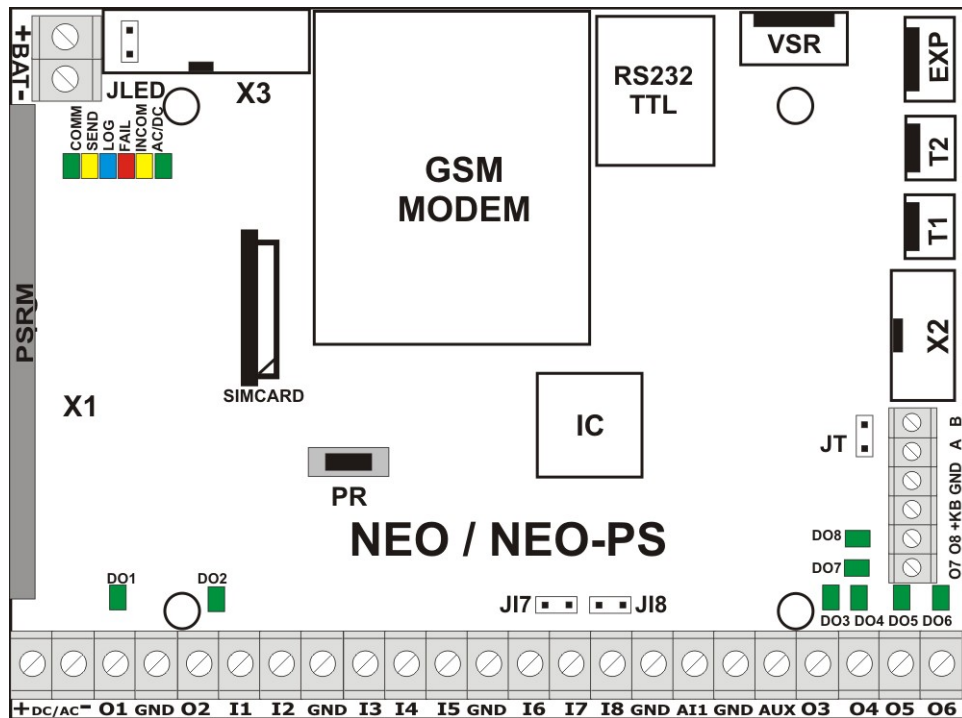 +BAT-
JLED
X3
COMM
SEND
LOG
FAIL
INCOM
AC/DC
GSM
MODEM
RS232
TTL
VSR
EXP
T2
T1
X2
PSRM
X1
SIMCARD
IC
PR
JT
B
A
GND
+KB
O8
O7
NEO / NEO-PS
DO8
DO7
DO1
DO2
JI7
JI8
DO3 DO4 DO5 DO6
+DC/AC- O1 GND O2 I1 I2 GND I3 I4 I5 GND I6 I7 I8 GND AI1 GND AUX O3 O4 O5 O6